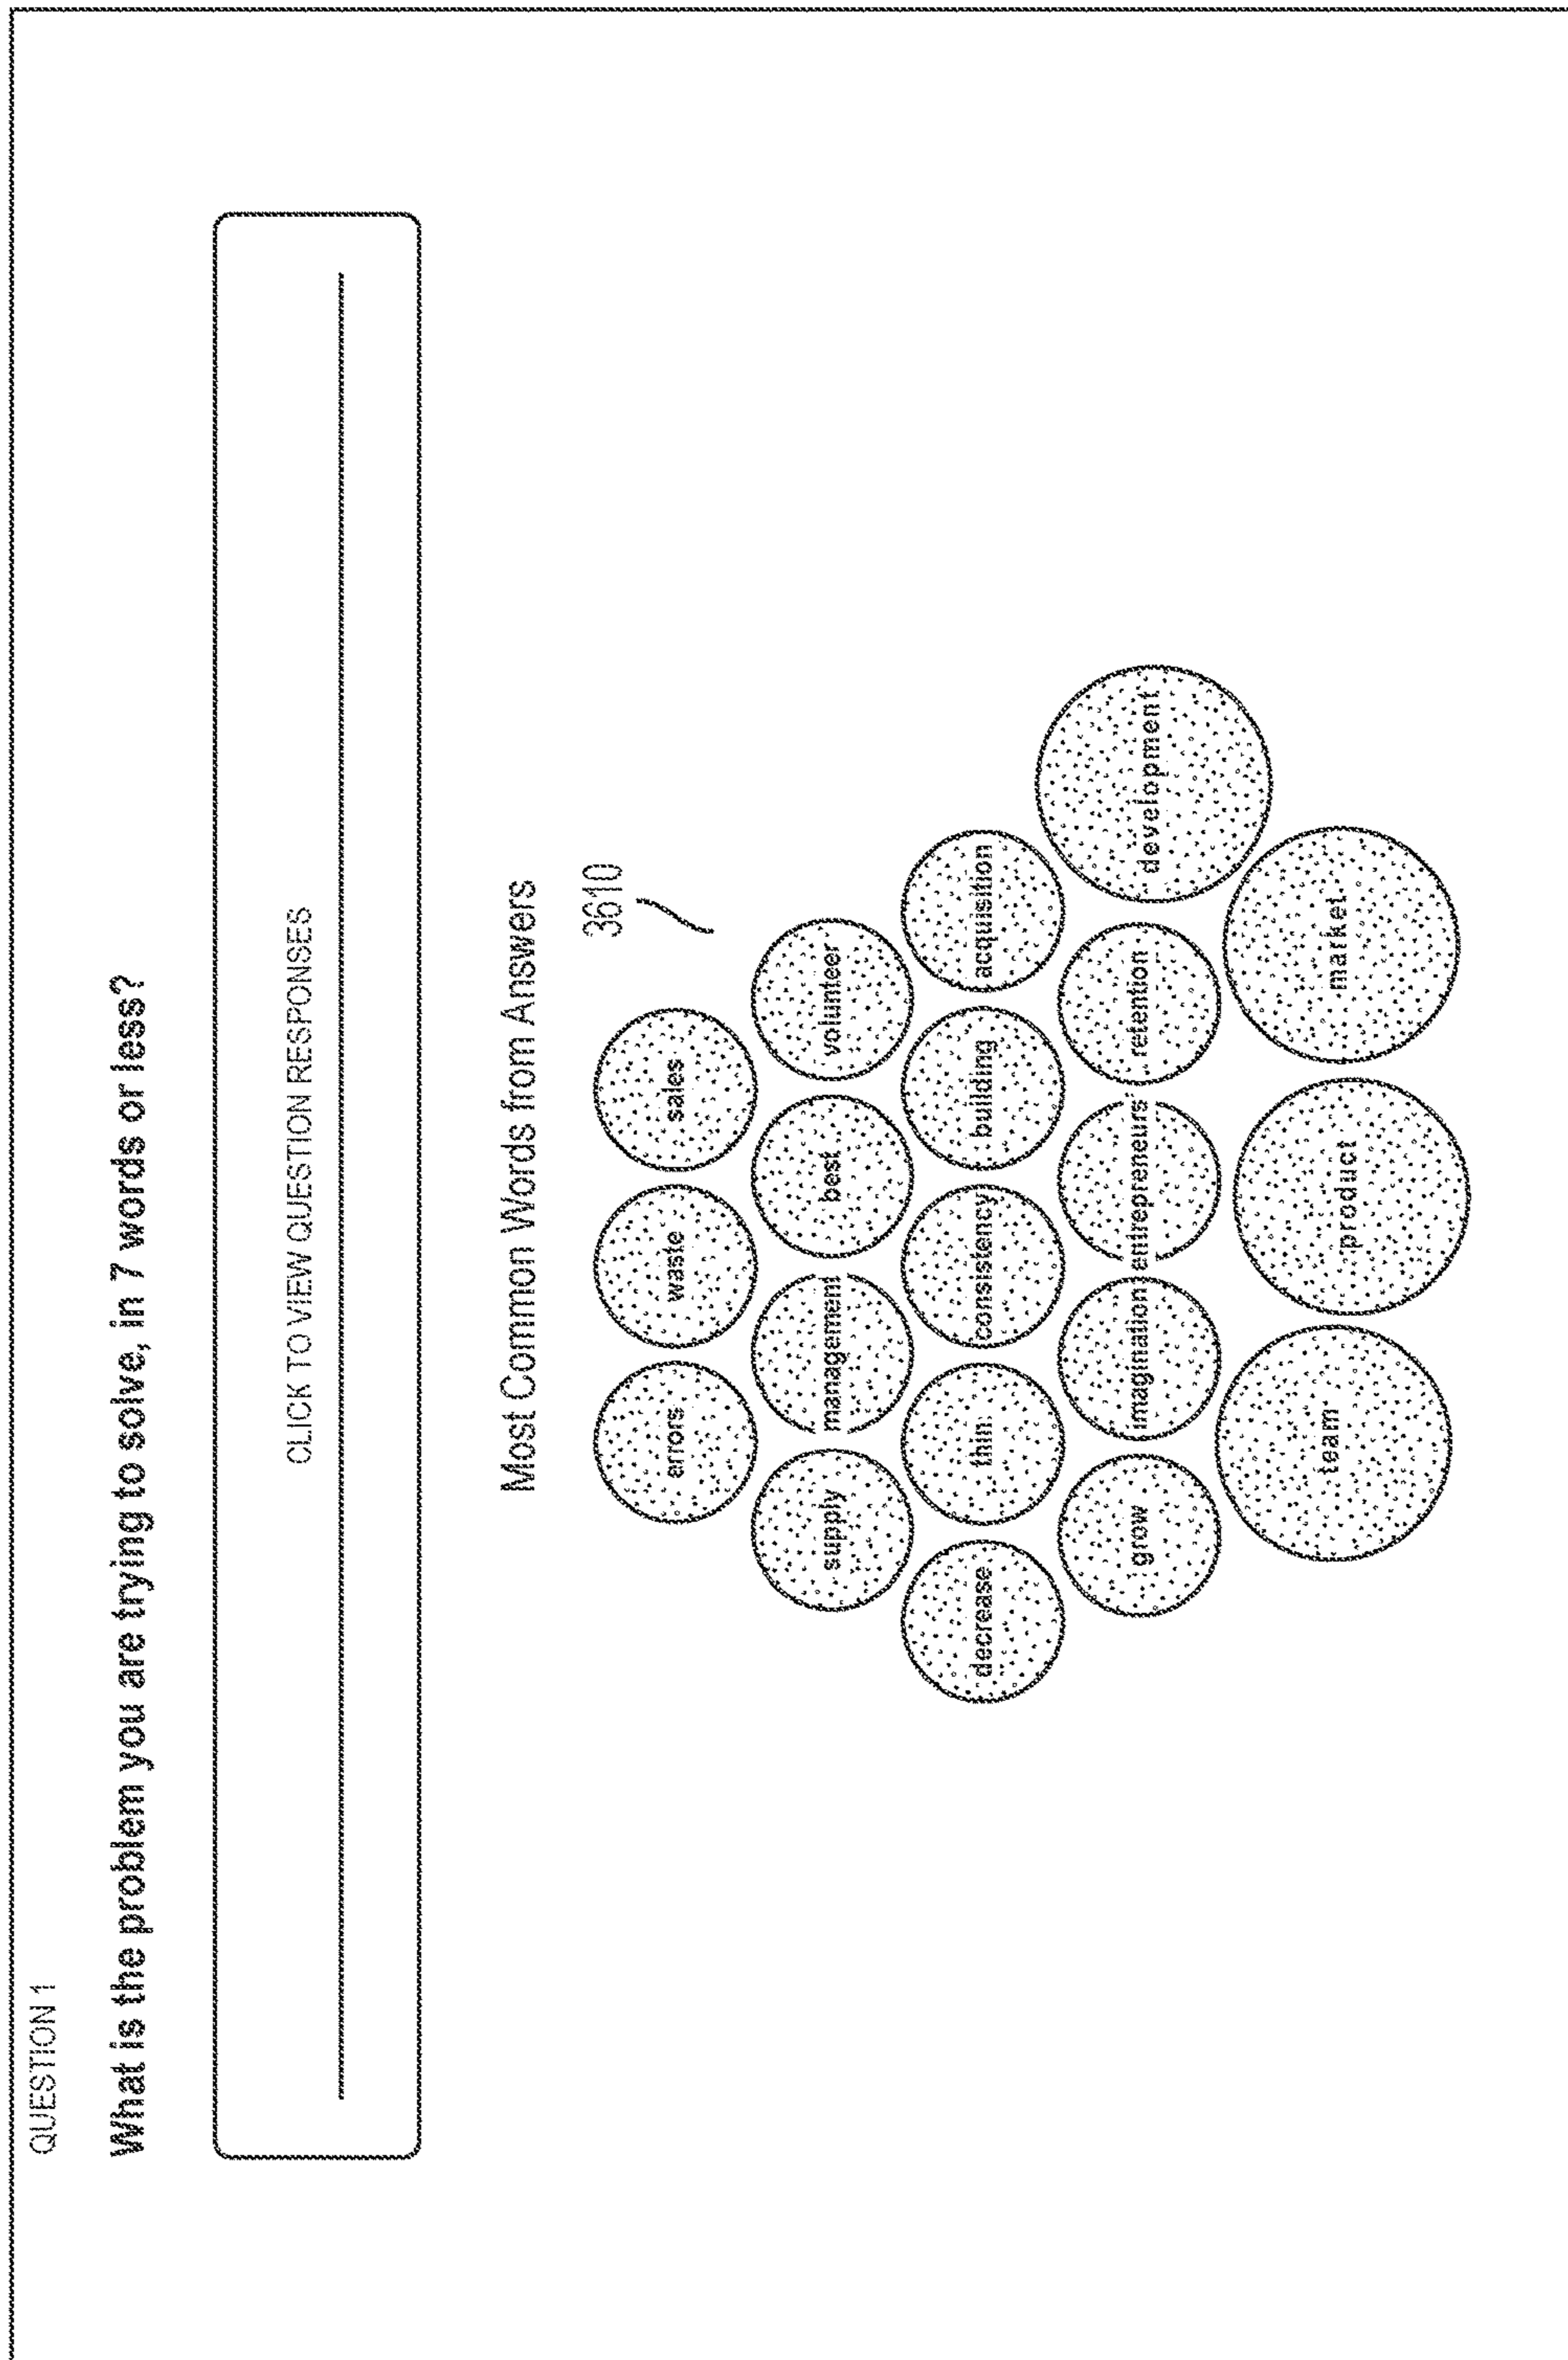 QUESTION 1
What is the problem you are trying to solve, in 7 words or less?
CLICK TO VIEW QUESTION RESPONSES
Most Common Words from Answers
3610
errors waste sales
supply management best volunteer
decrease thin consistency building acquisition
grow imagination entrepreneurs retention
development
team product market